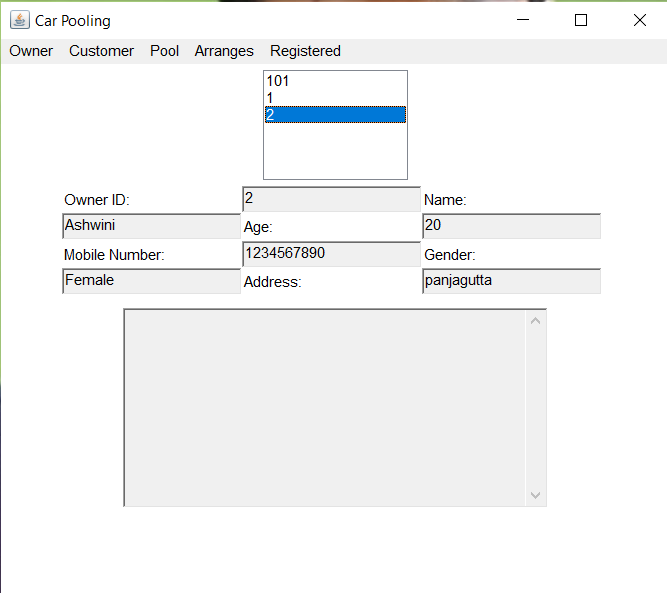 Car Pooling
Owner Customer Pool Arranges Registered
101
1
2
Owner ID: 2 Name:
Ashwini Age: 20
Mobile Number: 1234567890 Gender:
Female Address: panjagutta